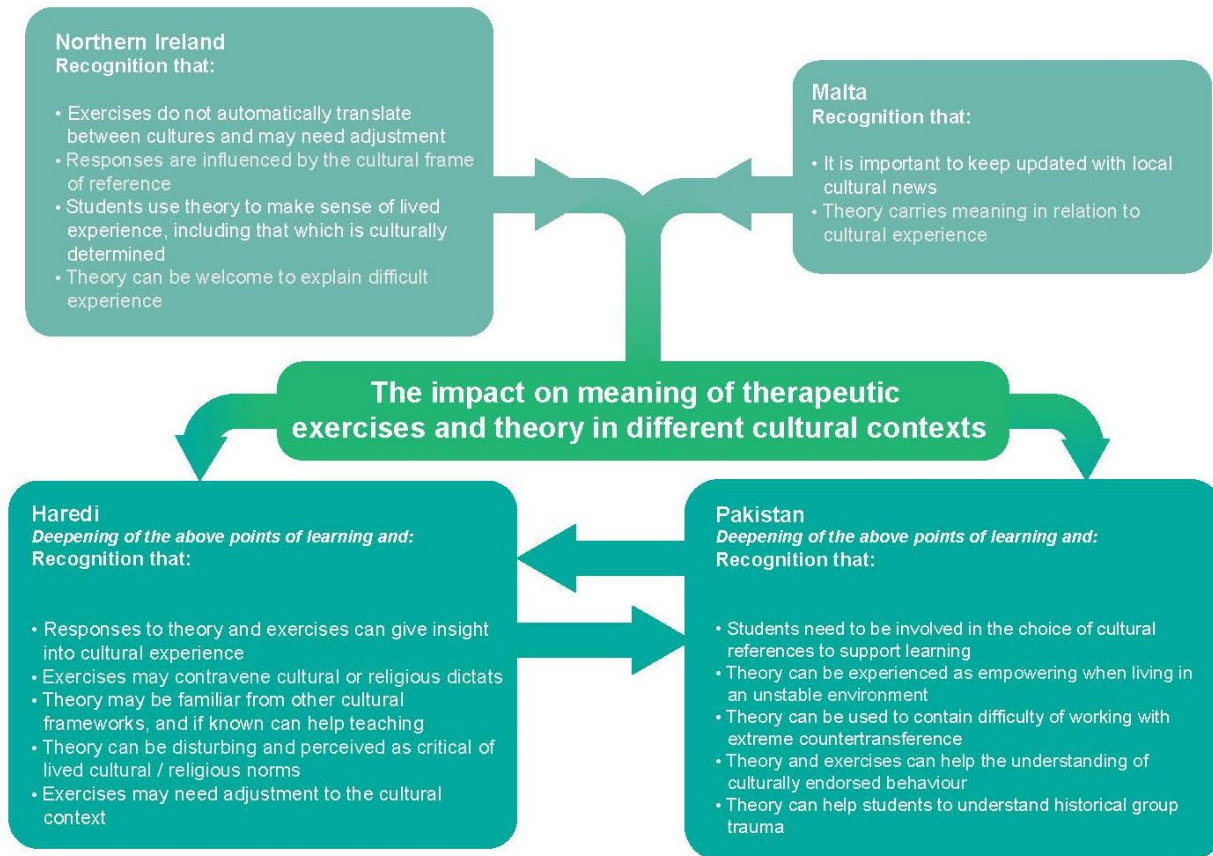 Northern Ireland
Recognition that:
• Exercises do not automatically translate
between cultures and may need adjustment
• Responses are influenced by the cultural frame
of reference
• Students use theory to make sense of lived
experience, including that which is culturally
determined
• Theory can be welcome to explain difficult
experience
Malta
Recognition that:
• It is important to keep updated with local
cultural news
• Theory carries meaning in relation to
cultural experience
The impact on meaning of therapeutic
exercises and theory in different cultural contexts
Haredi
Deepening of the above points of learning and:
Recognition that:
• Responses to theory and exercises can give insight
into cultural experience
• Exercises may contravene cultural or religious dictats
• Theory may be familiar from other cultural
frameworks, and if known can help teaching
• Theory can be disturbing and perceived as critical of
lived cultural / religious norms
• Exercises may need adjustment to the cultural
context
Pakistan
Deepening of the above points of learning and:
Recognition that:
• Students need to be involved in the choice of cultural
references to support learning
• Theory can be experienced as empowering when living in
an unstable environment
• Theory can be used to contain difficulty of working with
extreme countertransference
• Theory and exercises can help the understanding of
culturally endorsed behaviour
• Theory can help students to understand historical group
trauma